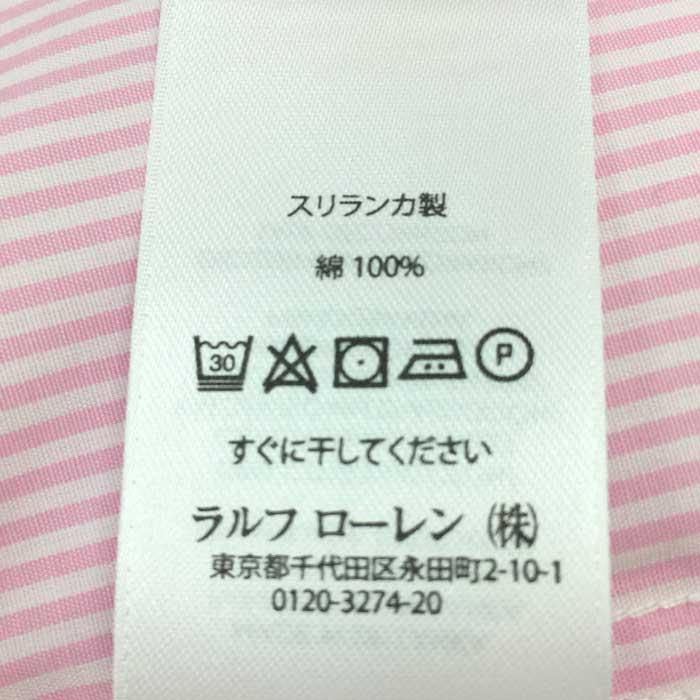 スリランカ製
綿 100%
30 P
すぐに干してください
ラルフ ローレン ㈱
東京都千代田区永田町2-10-1
0120-3274-20